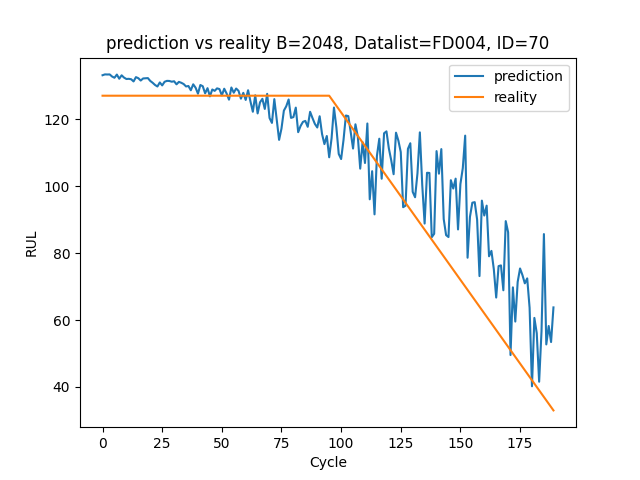 prediction vs reality B=2048, Datalist=FD004, ID=70
prediction
reality
RUL
120
100
80
60
40
0 25 50 75 100 125 150 175
Cycle